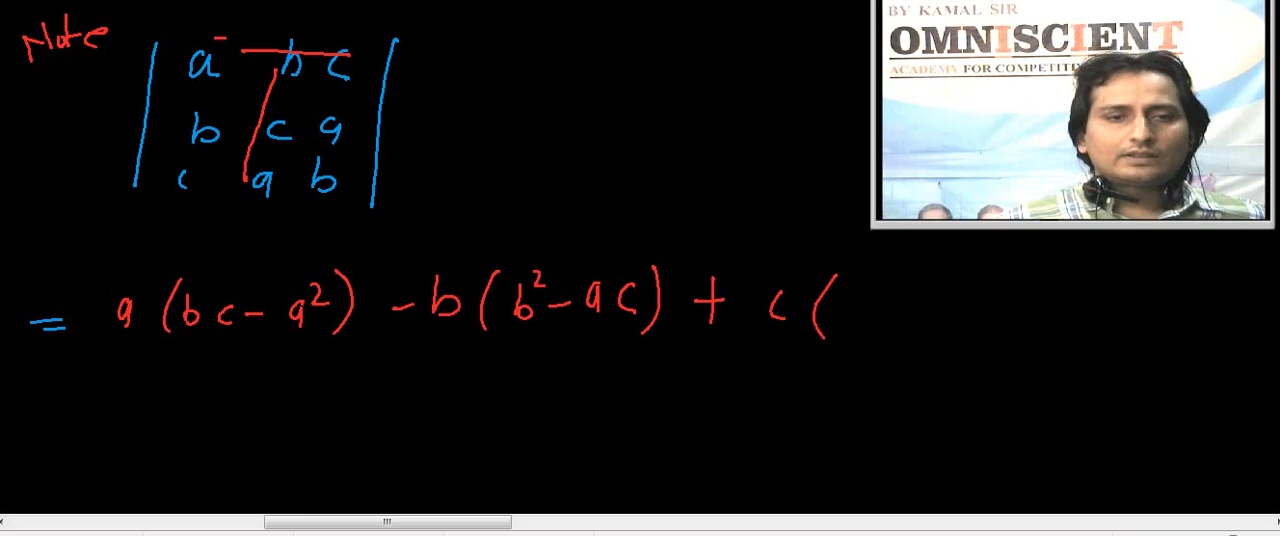 BY KAMAL SIR
OMNISCIENT
ACADEMY FOR COMPETITI
Note
a b c
b c a
c a b
= a (bc - a²) - b (b² - ac) + c (